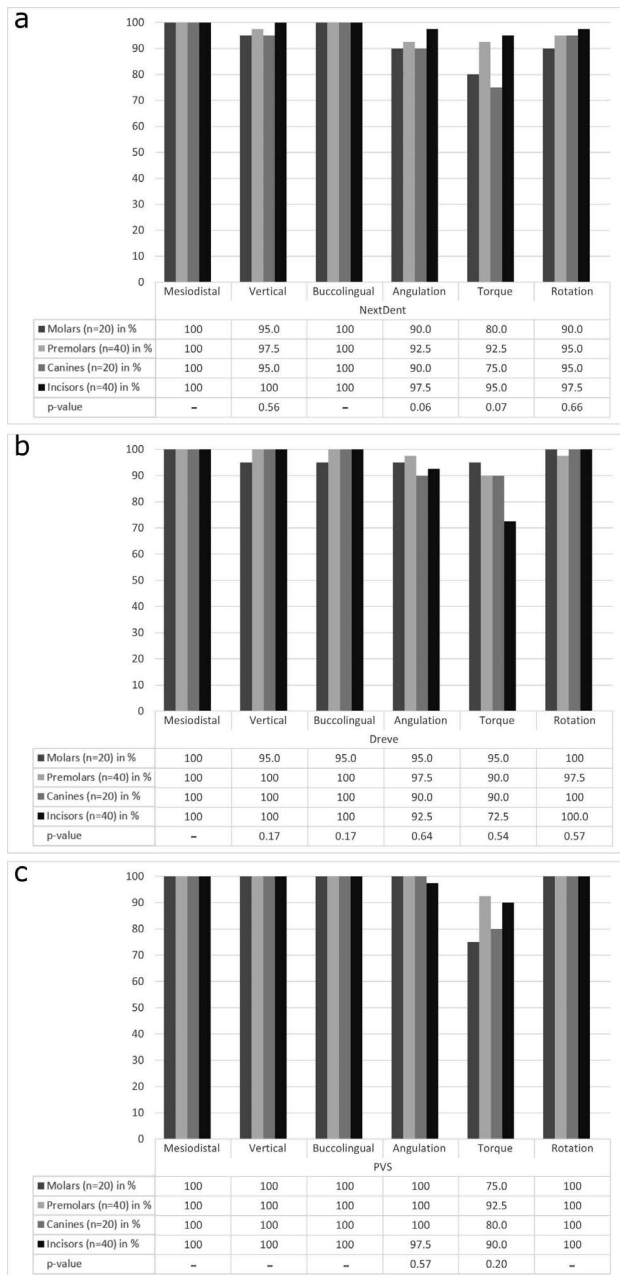 a
100
90
80
70
60
50
40
30
20
10
0
Mesiodistal Vertical Buccolingual Angulation Torque Rotation
NextDent
Molars (n=20) in % 100 95.0 100 90.0 80.0 90.0
Premolars (n=40) in % 100 97.5 100 92.5 92.5 95.0
Canines (n=20) in % 100 95.0 100 90.0 75.0 95.0
Incisors (n=40) in % 100 100 100 97.5 95.0 97.5
p-value – 0.56 – 0.06 0.07 0.66
b
100
90
80
70
60
50
40
30
20
10
0
Mesiodistal Vertical Buccolingual Angulation Torque Rotation
Dreve
Molars (n=20) in % 100 95.0 95.0 95.0 95.0 100
Premolars (n=40) in % 100 100 100 97.5 90.0 97.5
Canines (n=20) in % 100 100 100 90.0 90.0 100
Incisors (n=40) in % 100 100 100 92.5 72.5 100.0
p-value – 0.17 0.17 0.64 0.54 0.57
c
100
90
80
70
60
50
40
30
20
10
0
Mesiodistal Vertical Buccolingual Angulation Torque Rotation
PVS
Molars (n=20) in % 100 100 100 100 75.0 100
Premolars (n=40) in % 100 100 100 100 92.5 100
Canines (n=20) in % 100 100 100 100 80.0 100
Incisors (n=40) in % 100 100 100 97.5 90.0 100
p-value – – – 0.57 0.20 –